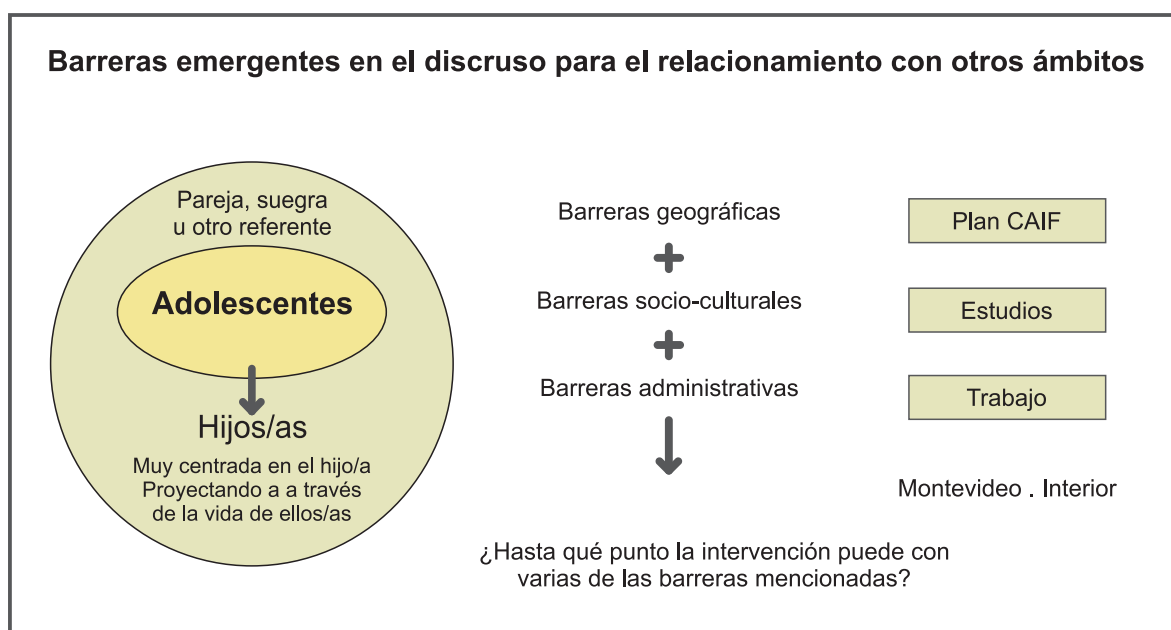 Barreras emergentes en el discruso para el relacionamiento con otros ámbitos
Pareja, suegra
u otro referente
Adolescentes
Hijos/as
Muy centrada en el hijo/a
Proyectando a a través
de la vida de ellos/as
Barreras geográficas
+
Barreras socio-culturales
+
Barreras administrativas
¿Hasta qué punto la intervención puede con
varias de las barreras mencionadas?
Plan CAIF
Estudios
Trabajo
Montevideo . Interior